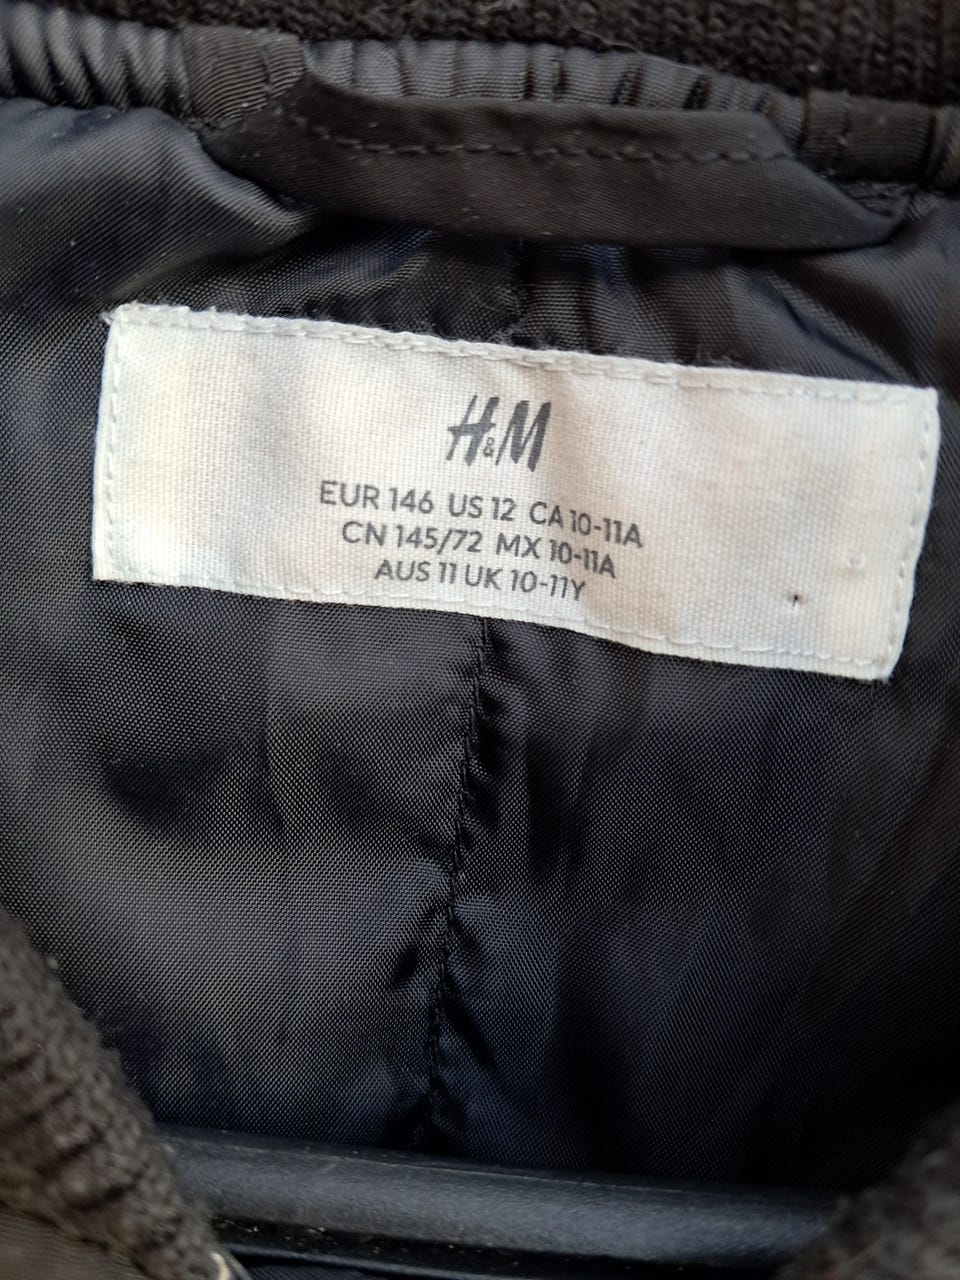 H&M
EUR 146 US 12 CA 10-11A
CN 145/72 MX 10-11A
AUS 11 UK 10-11Y